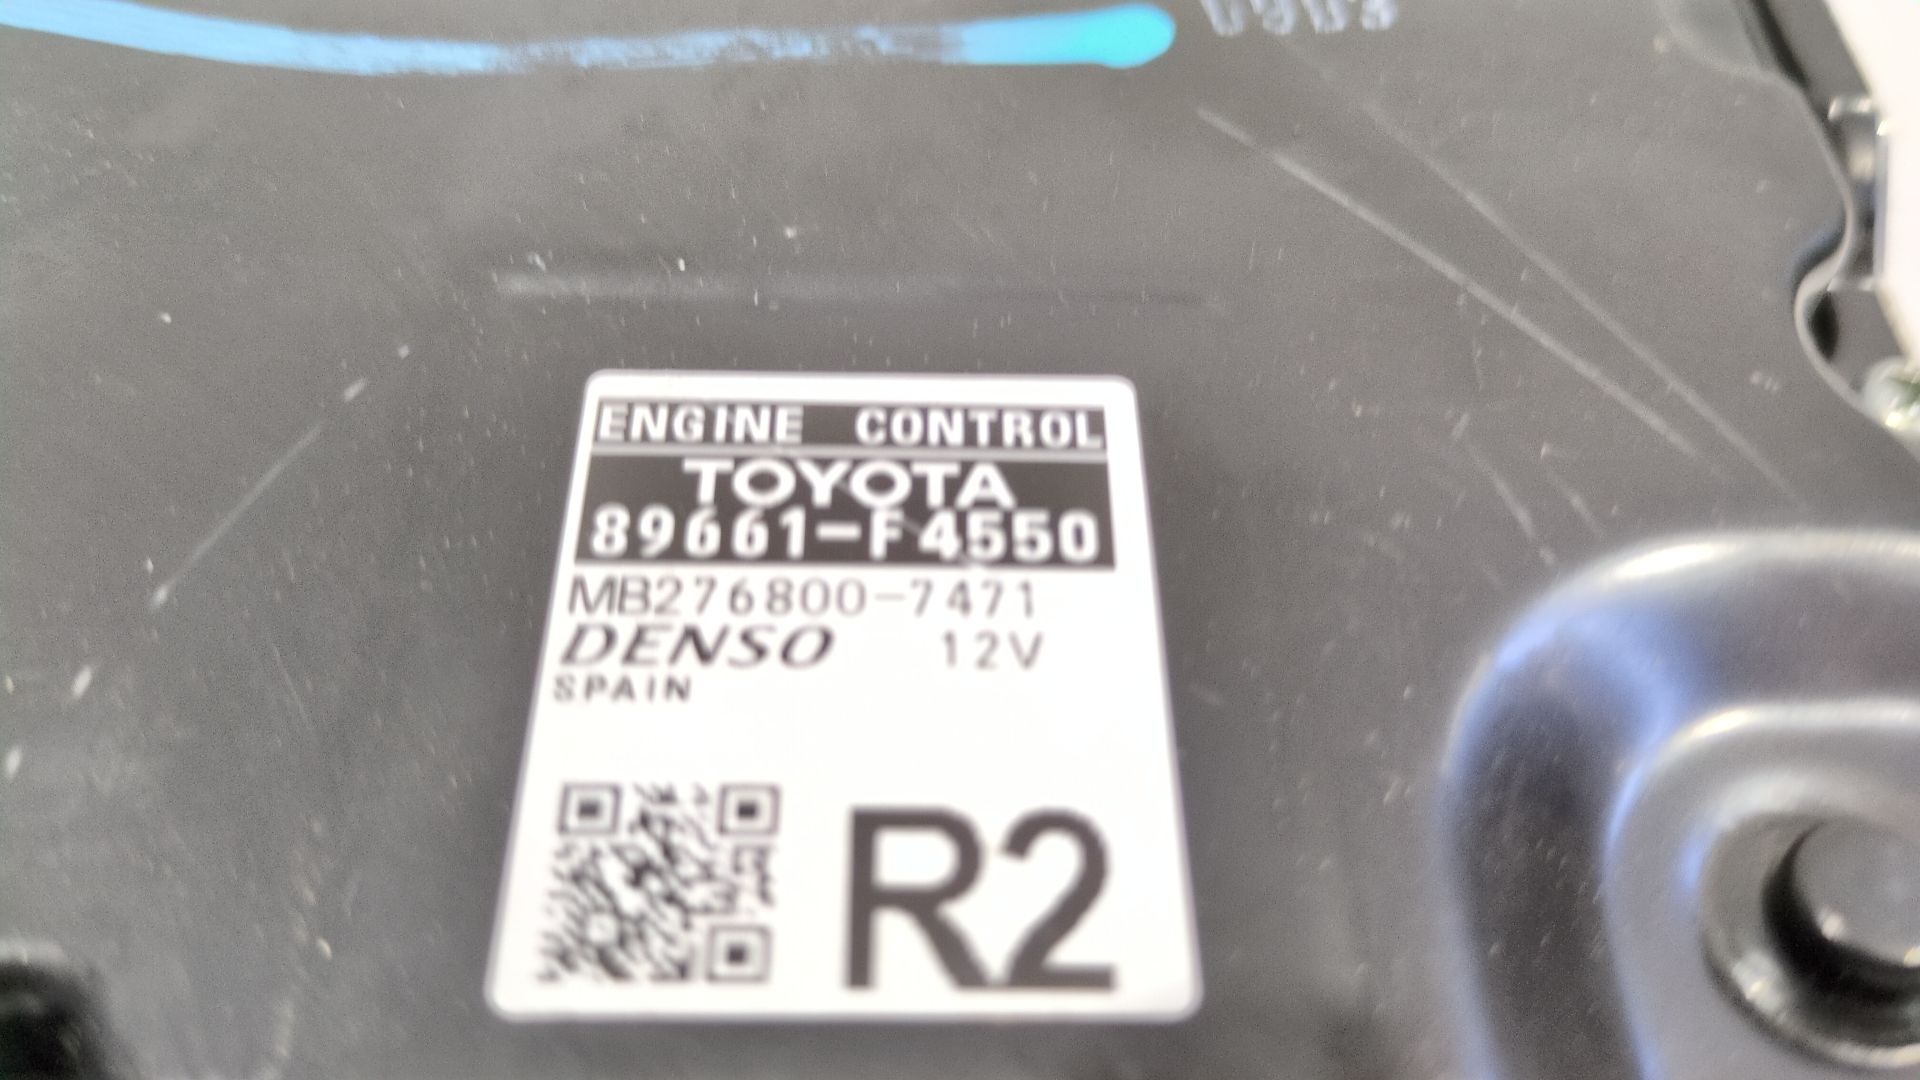 ENGINE CONTROL
TOYOTA
89661-F4550
MB276800-7471
DENSO 12V
SPAIN
R2